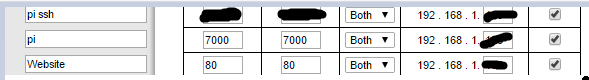 pi ssh Both ▼ 192 . 168 . 1 .
pi 7000 7000 Both ▼ 192 . 168 . 1 .
Website 80 80 Both ▼ 192 . 168 . 1 .